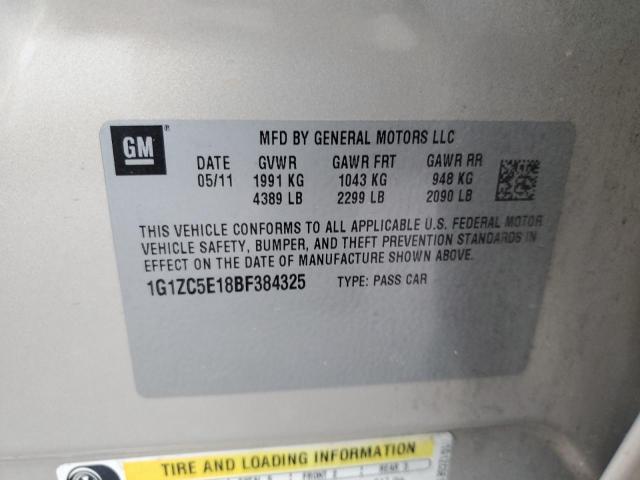 GM
MFD BY GENERAL MOTORS LLC
DATE GVWR GAWR FRT GAWR RR
05/11 1991 KG 1043 KG 948 KG
4389 LB 2299 LB 2090 LB
THIS VEHICLE CONFORMS TO ALL APPLICABLE U.S. FEDERAL MOTOR
VEHICLE SAFETY, BUMPER, AND THEFT PREVENTION STANDARDS IN
EFFECT ON THE DATE OF MANUFACTURE SHOWN ABOVE.
1G1ZC5E18BF384325 TYPE: PASS CAR
TIRE AND LOADING INFORMATION